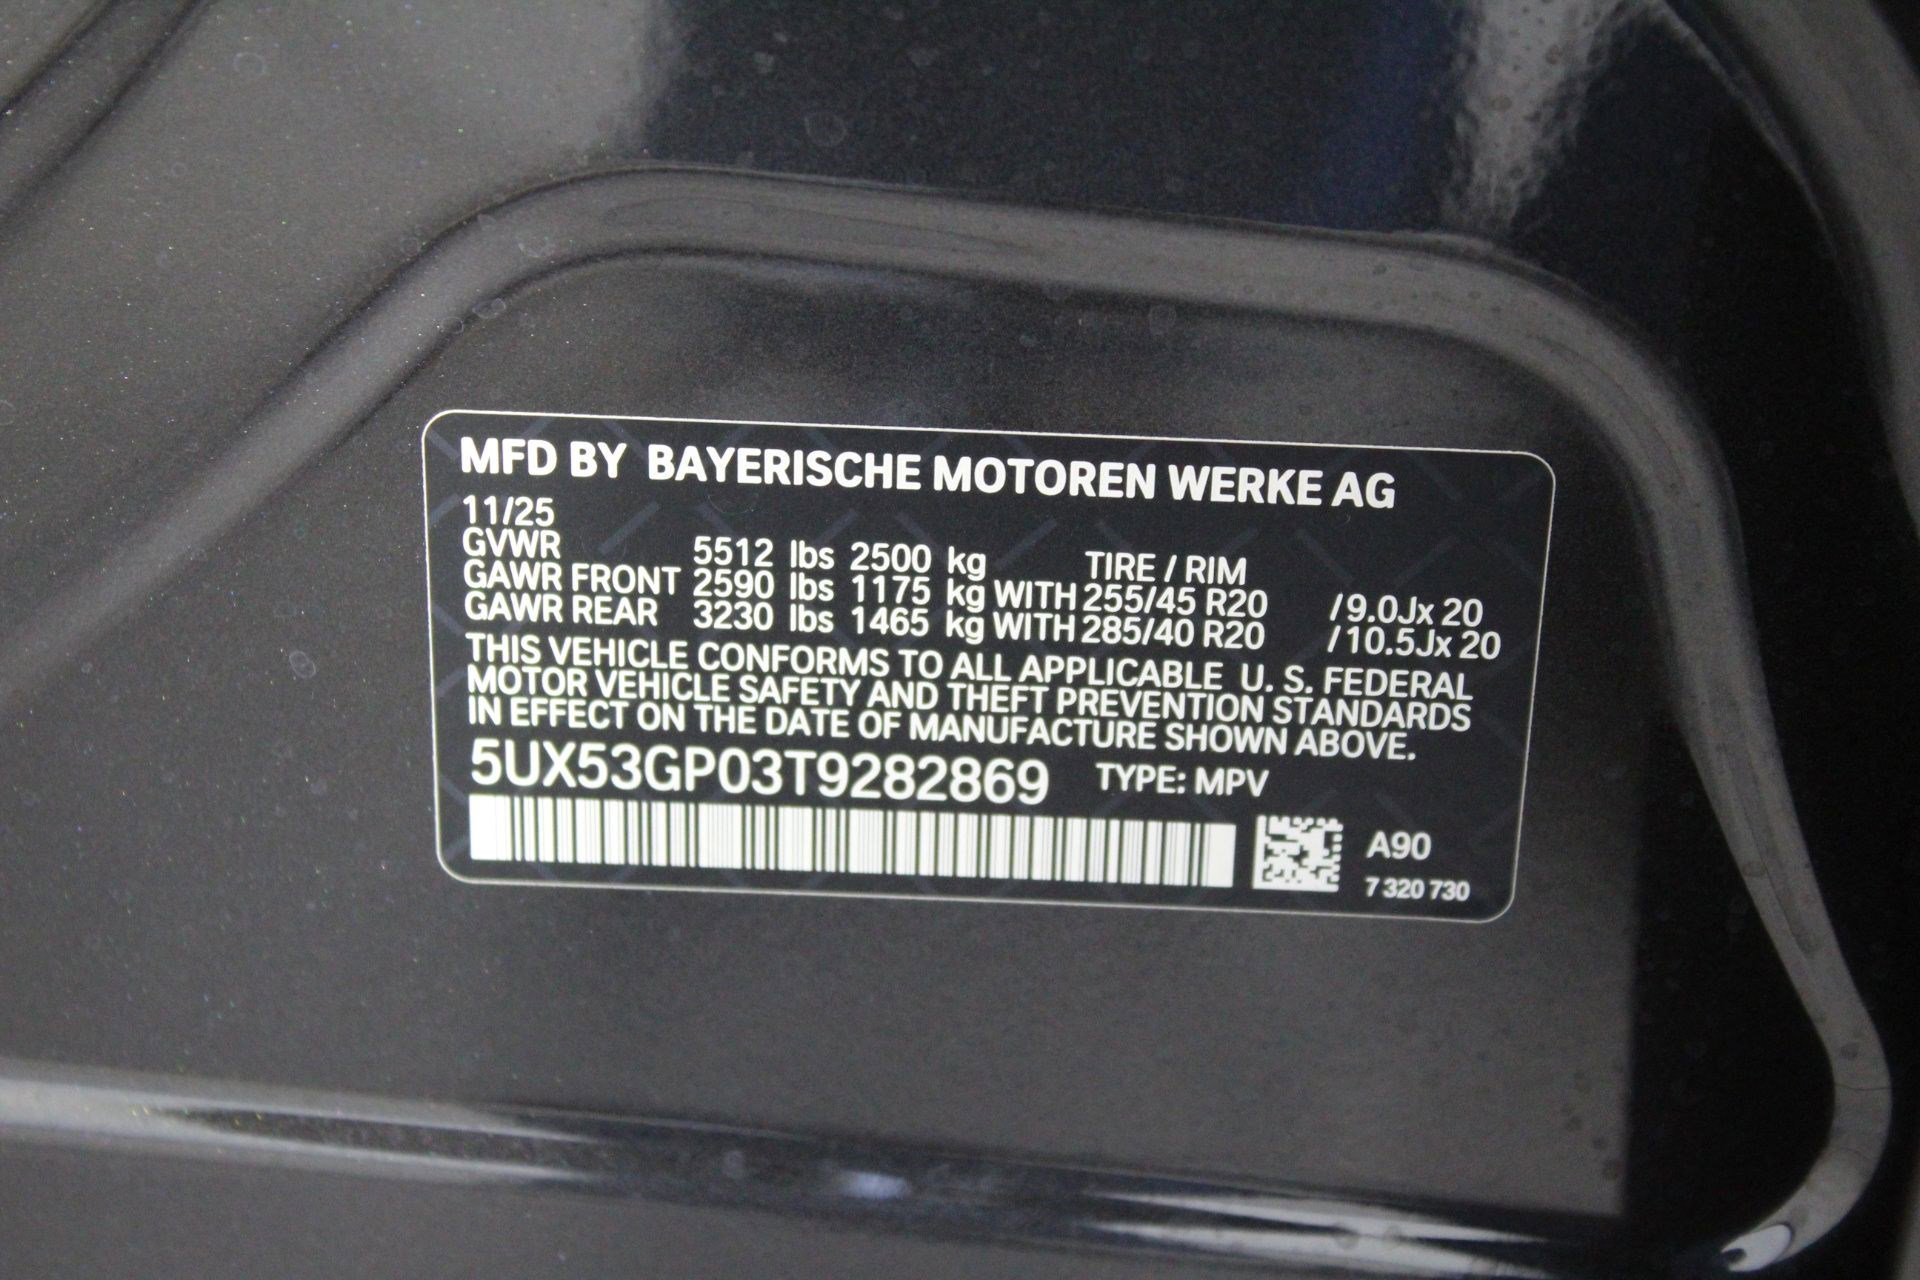 MFD BY BAYERISCHE MOTOREN WERKE AG
11/25
GVWR 5512 lbs 2500 kg TIRE / RIM
GAWR FRONT 2590 lbs 1175 kg WITH 255/45 R20 /9.0Jx 20
GAWR REAR 3230 lbs 1465 kg WITH 285/40 R20 /10.5Jx 20
THIS VEHICLE CONFORMS TO ALL APPLICABLE U. S. FEDERAL
MOTOR VEHICLE SAFETY AND THEFT PREVENTION STANDARDS
IN EFFECT ON THE DATE OF MANUFACTURE SHOWN ABOVE.
5UX53GP03T9282869 TYPE: MPV
A90
7 320 730